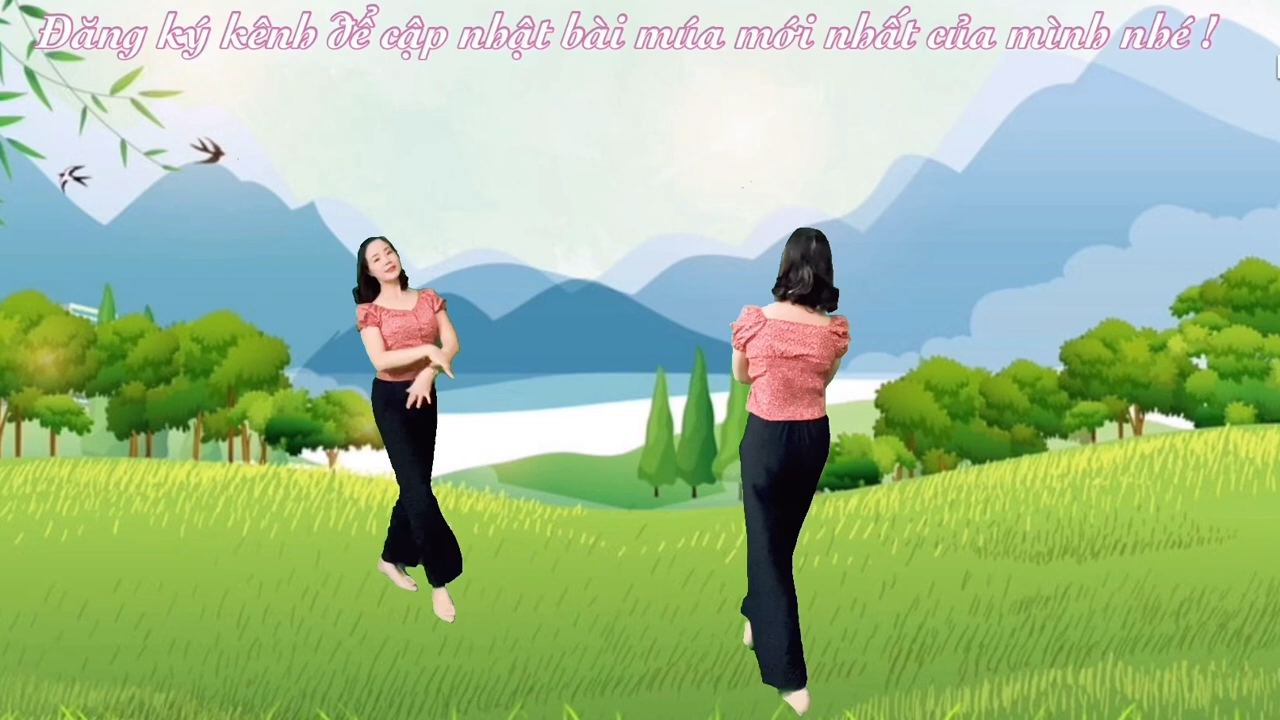 Đăng ký kênh để cập nhật bài múa mới nhất của mình nhé !